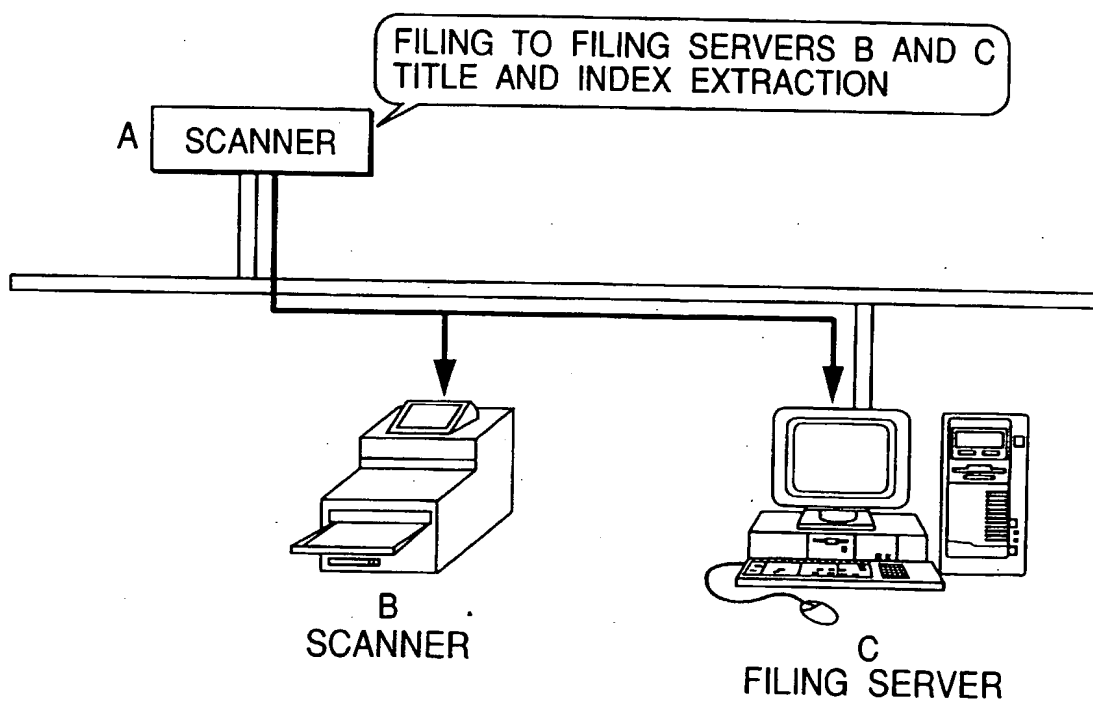 FILING TO FILING SERVERS B AND C
TITLE AND INDEX EXTRACTION
A
SCANNER
B
SCANNER
C
FILING SERVER